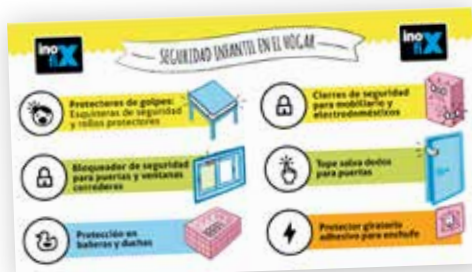 ino
fix
SEGURIDAD INFANTIL EN EL HOGAR
ino
fix
Protectores de golpes:
Esquineras de seguridad
y rollos protectores
Bloqueador de seguridad
para puertas y ventanas
correderas
Protección en
bañeras y duchas
Cierres de seguridad
para mobiliario y
electrodomésticos
Tope salva dedos
para puertas
Protector giratorio
adhesivo para enchufe